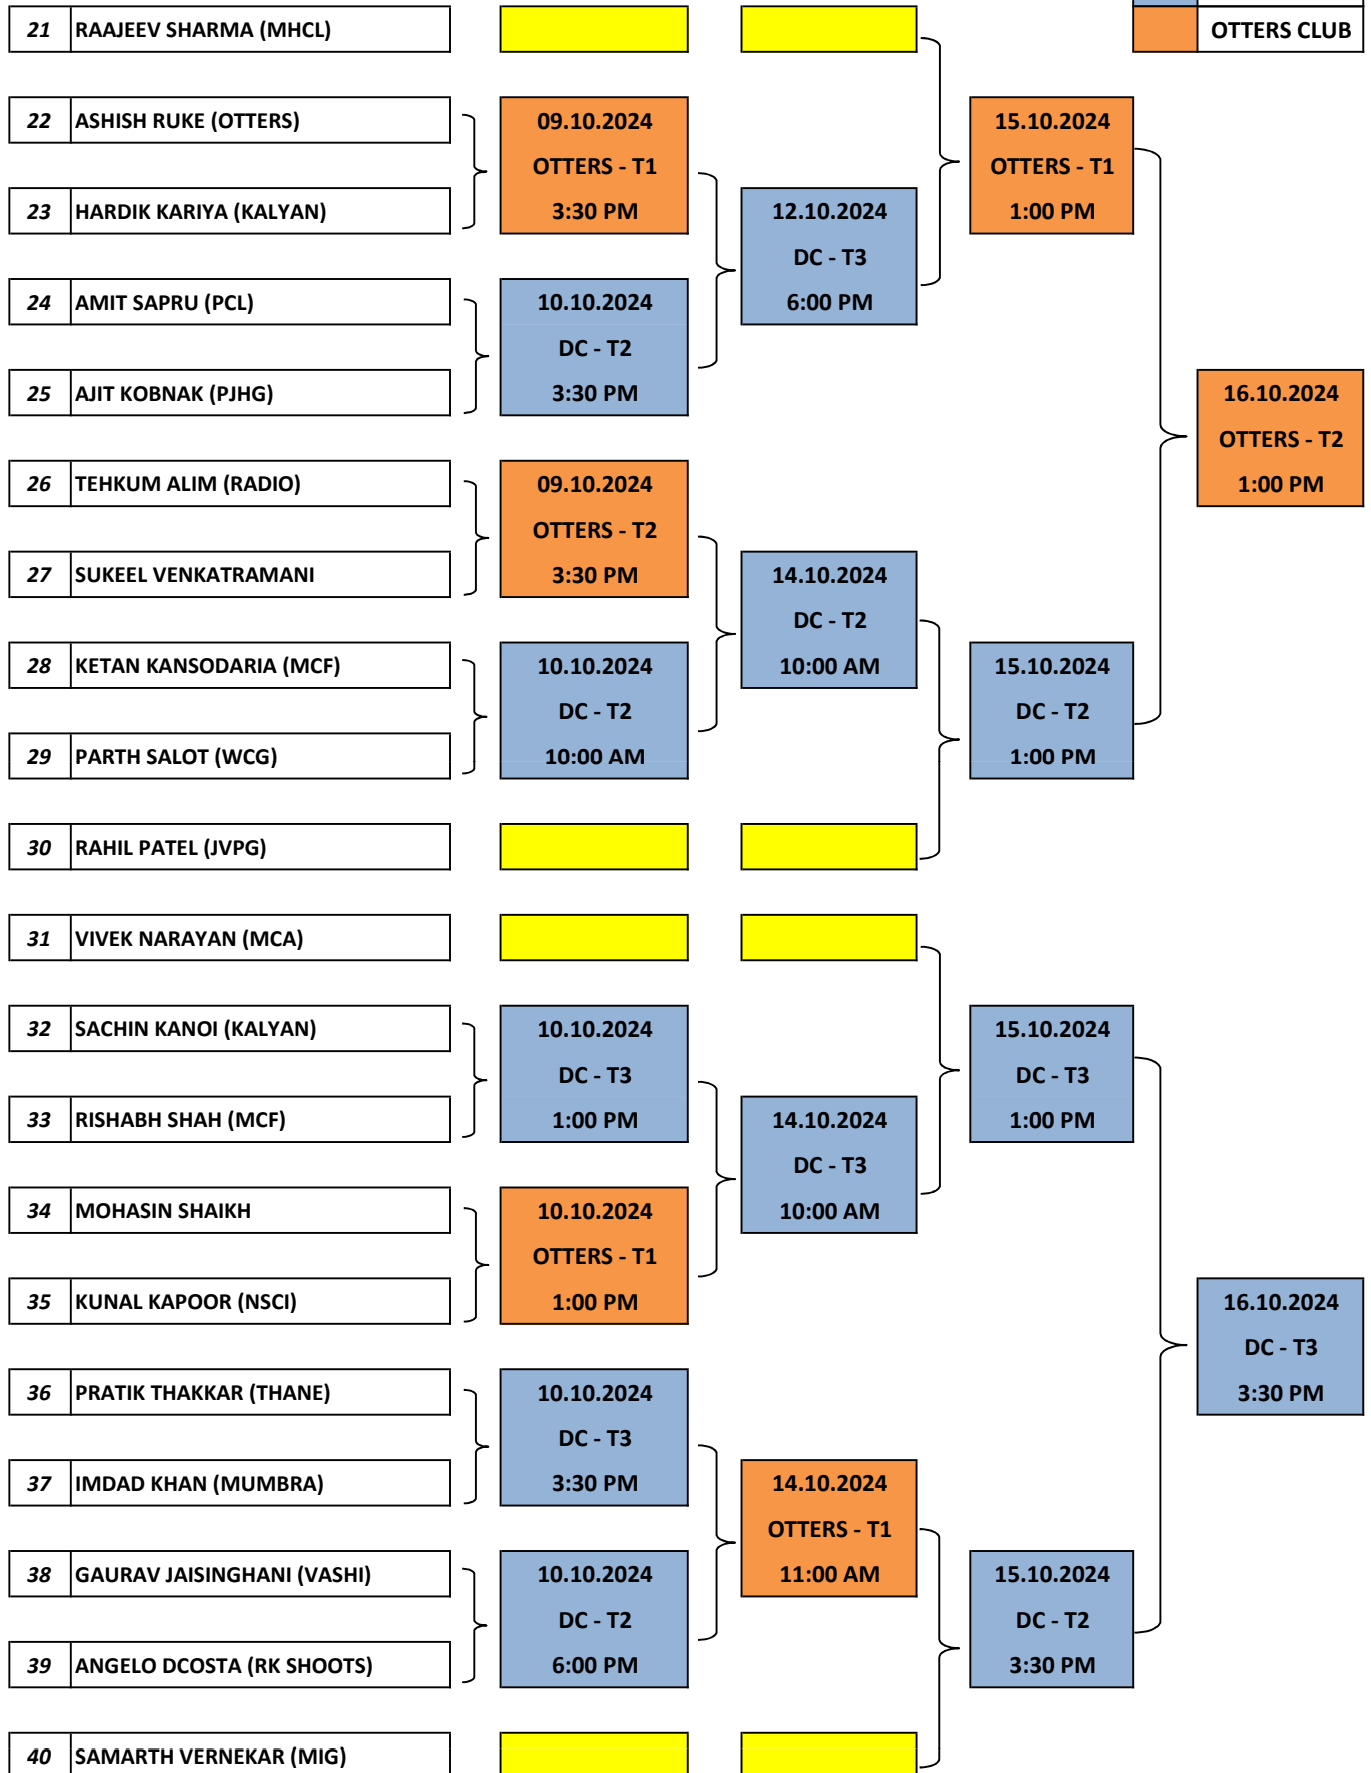 21 RAAJEEV SHARMA (MHCL)
OTTERS CLUB
22 ASHISH RUKE (OTTERS) 09.10.2024 15.10.2024
OTTERS - T1 OTTERS - T1
23 HARDIK KARIYA (KALYAN) 3:30 PM 12.10.2024 1:00 PM
DC - T3
24 AMIT SAPRU (PCL) 10.10.2024 6:00 PM
DC - T2
25 AJIT KOBNAK (PJHG) 3:30 PM 16.10.2024
OTTERS - T2
26 TEHKUM ALIM (RADIO) 09.10.2024 1:00 PM
OTTERS - T2
27 SUKEEL VENKATRAMANI 3:30 PM 14.10.2024
DC - T2
28 KETAN KANSODARIA (MCF) 10.10.2024 10:00 AM 15.10.2024
DC - T2 DC - T2
29 PARTH SALOT (WCG) 10:00 AM 1:00 PM
30 RAHIL PATEL (JVPG)
31 VIVEK NARAYAN (MCA)
32 SACHIN KANOI (KALYAN) 10.10.2024 15.10.2024
DC - T3 DC - T3
33 RISHABH SHAH (MCF) 1:00 PM 14.10.2024 1:00 PM
DC - T3
34 MOHASIN SHAIKH 10.10.2024 10:00 AM
OTTERS - T1
35 KUNAL KAPOOR (NSCI) 1:00 PM 16.10.2024
DC - T3
36 PRATIK THAKKAR (THANE) 10.10.2024 3:30 PM
DC - T3
37 IMDAD KHAN (MUMBRA) 3:30 PM 14.10.2024
OTTERS - T1
38 GAURAV JAISINGHANI (VASHI) 10.10.2024 11:00 AM 15.10.2024
DC - T2 DC - T2
39 ANGELO DCOSTA (RK SHOOTS) 6:00 PM 3:30 PM
40 SAMARTH VERNEKAR (MIG)